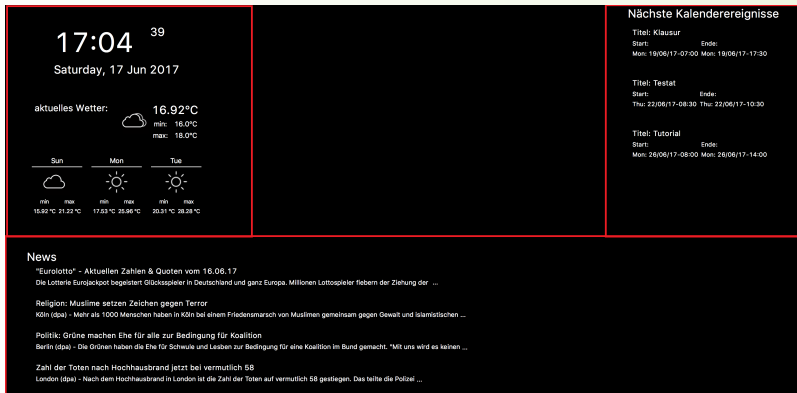 17:04 39
Saturday, 17 Jun 2017
aktuelles Wetter:
16.92°C
min: 16.0°C
max: 18.0°C
Sun Mon Tue
min max min max min max
15.92 °C 21.22 °C 17.53 °C 25.96 °C 20.31 °C 28.28 °C
Nächste Kalenderereignisse
Titel: Klausur
Start: Ende:
Mon: 19/06/17-07:00 Mon: 19/06/17-17:30
Titel: Testat
Start: Ende:
Thu: 22/06/17-08:30 Thu: 22/06/17-10:30
Titel: Tutorial
Start: Ende:
Mon: 26/06/17-08:00 Mon: 26/06/17-14:00
News
"Eurolotto" - Aktuellen Zahlen & Quoten vom 16.06.17
Die Lotterie Eurojackpot begeistert Glücksspieler in Deutschland und ganz Europa. Millionen Lottospieler fiebern der Ziehung der ...
Religion: Muslime setzen Zeichen gegen Terror
Köln (dpa) - Mehr als 1000 Menschen haben in Köln bei einem Friedensmarsch von Muslimen gemeinsam gegen Gewalt und islamistischen ...
Politik: Grüne machen Ehe für alle zur Bedingung für Koalition
Berlin (dpa) - Die Grünen haben die Ehe für Schwule und Lesben zur Bedingung für eine Koalition im Bund gemacht. "Mit uns wird es keinen ...
Zahl der Toten nach Hochhausbrand jetzt bei vermutlich 58
London (dpa) - Nach dem Hochhausbrand in London ist die Zahl der Toten auf vermutlich 58 gestiegen. Das teilte die Polizei ...